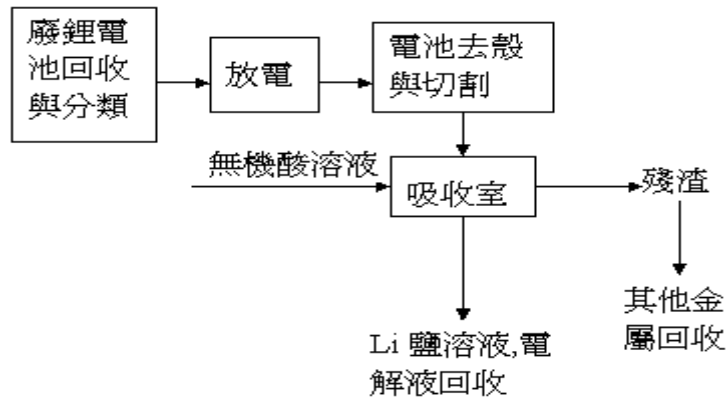 廢鋰電
池回收
與分類
放電
電池去殼
與切割
無機酸溶液
吸收室
殘渣
其他金
屬回收
Li 鹽溶液,電
解液回收